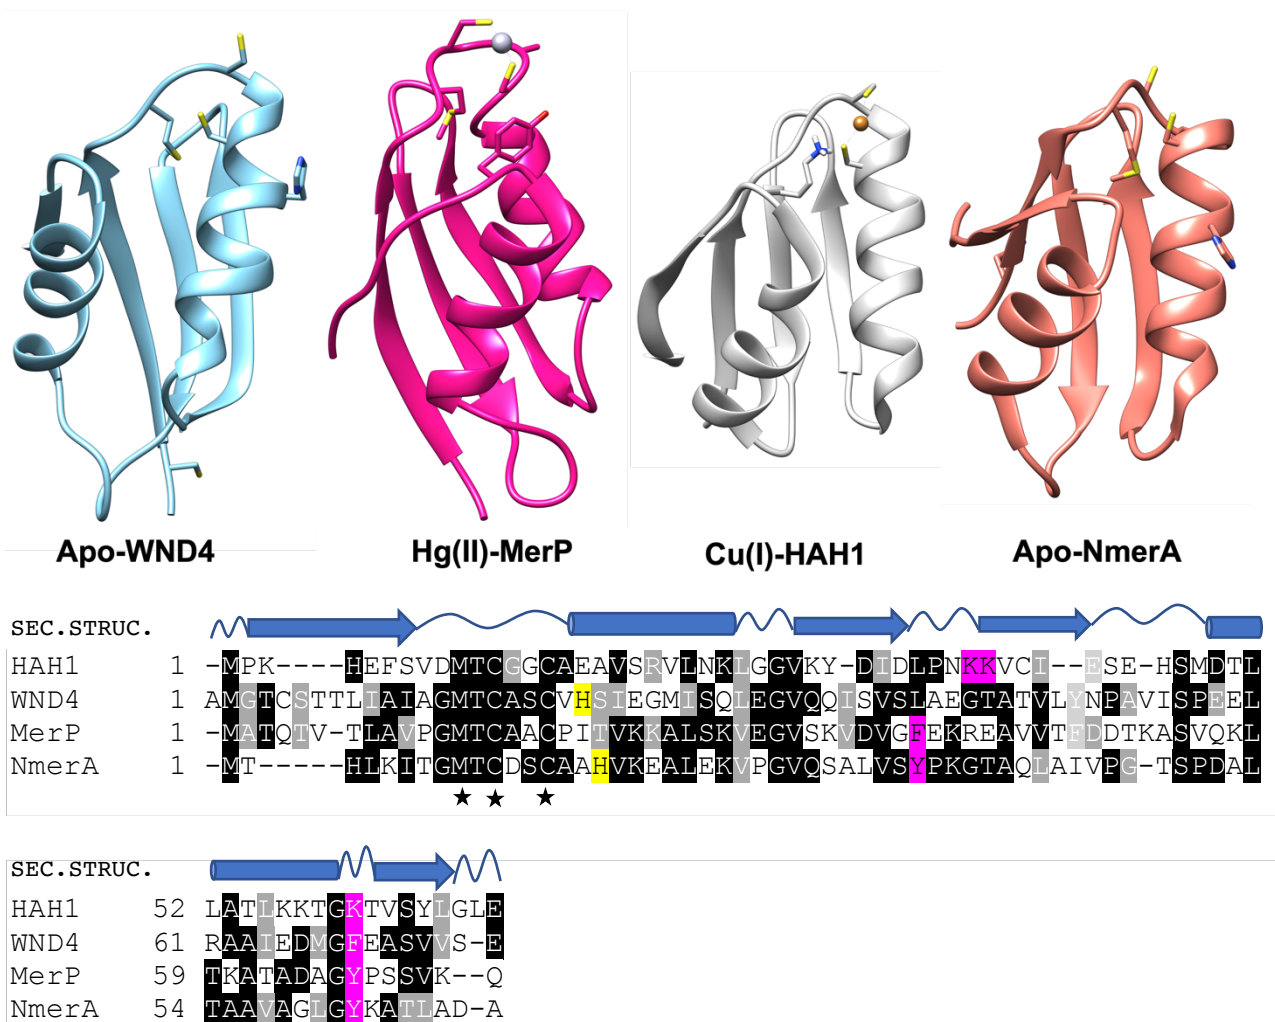 Apo-WND4 Hg(II)-MerP Cu(I)-HAH1 Apo-NmerA
SEC.STRUC.
HAH1 1 -MPK----HEFSVDMTCGGCAEAVSRVLNKLGGVKY-DIDLPNKKVCI--ESE-HSMDTL
WND4 1 AMGTCSTTLIAIAGMTCASCVHSIEGMISQLEGVQQISVSLAEGTATVLYNPAVISPEEL
MerP 1 -MATQTV-TLAVPGMTCAACPITVKKALSKVEGVSKVDVGFEKREAVVTFDDTKASVQKL
NmerA 1 -MT-----HLKITGMTCDSCAAHVKEALEKVPGVQSALVSYPKGTAQLAIVPG-TSPDAL
SEC.STRUC.
HAH1 52 LATLKKTGKTVSYLGLE
WND4 61 RAAIEDMGFEASVVS-E
MerP 59 TKATADAGYPSSVK--Q
NmerA 54 TAAVAGLGYKATLAD-A